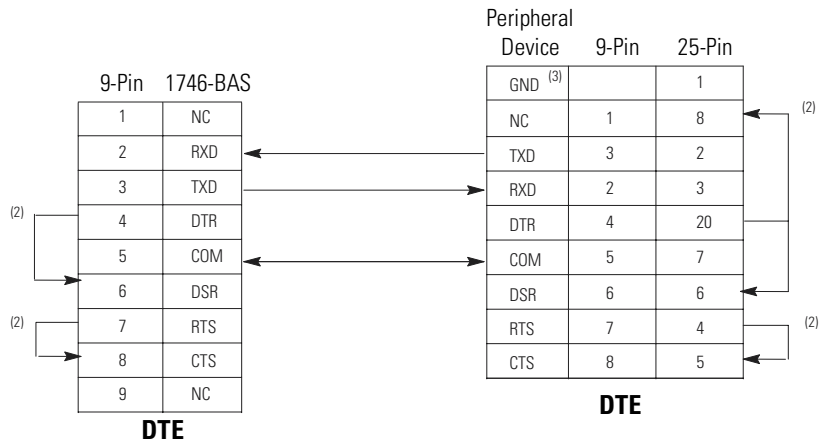 Peripheral
Device 9-Pin 25-Pin
9-Pin 1746-BAS
GND (3) 1
NC 1 8 (2)
TXD 3 2
RXD 2 3
DTR 4 20
COM 5 7
DSR 6 6
RTS 7 4 (2)
CTS 8 5
DTE
1 NC
2 RXD
3 TXD
(2) 4 DTR
5 COM
6 DSR
(2) 7 RTS
8 CTS
9 NC
DTE